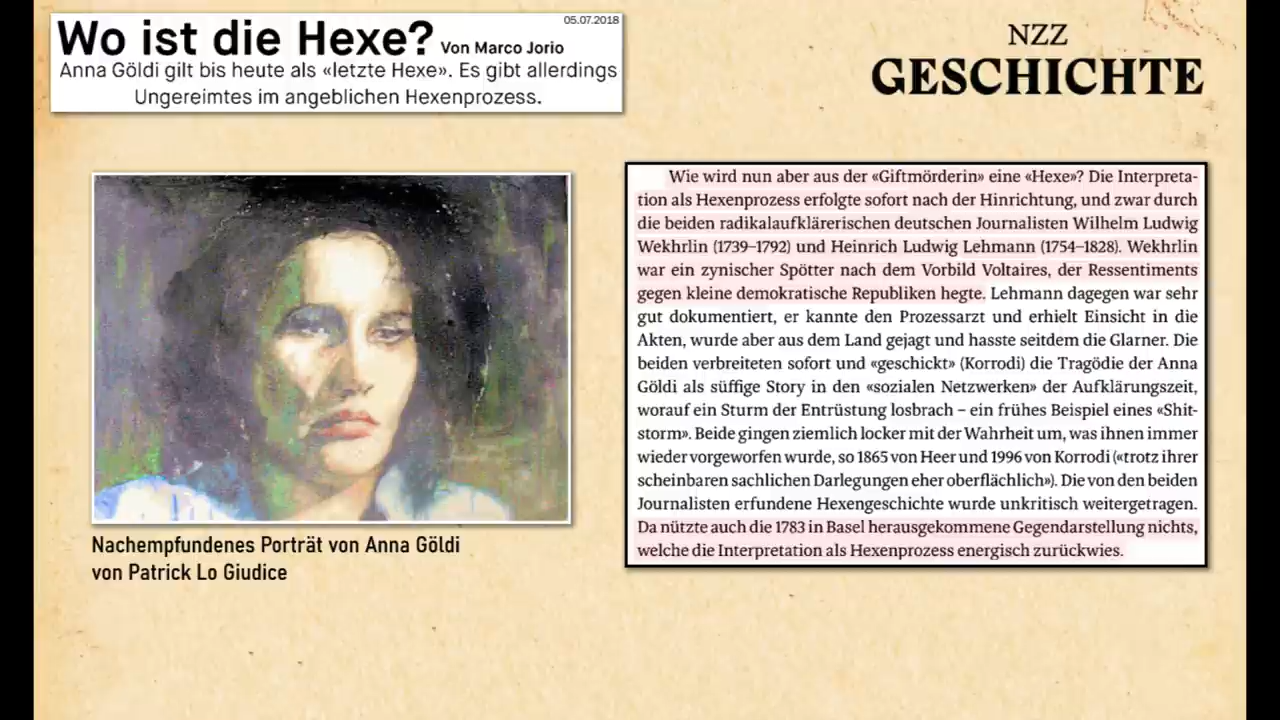 05.07.2018
Wo ist die Hexe? Von Marco Jorio
Anna Göldi gilt bis heute als «letzte Hexe». Es gibt allerdings
Ungereimtes im angeblichen Hexenprozess.
NZZ
GESCHICHTE
Wie wird nun aber aus der «Giftmörderin» eine «Hexe»? Die Interpreta-
tion als Hexenprozess erfolgte sofort nach der Hinrichtung, und zwar durch
die beiden radikalaufklärerischen deutschen Journalisten Wilhelm Ludwig
Wekhrlin (1739–1792) und Heinrich Ludwig Lehmann (1754–1828). Wekhrlin
war ein zynischer Spötter nach dem Vorbild Voltaires, der Ressentiments
gegen kleine demokratische Republiken hegte. Lehmann dagegen war sehr
gut dokumentiert, er kannte den Prozessarzt und erhielt Einsicht in die
Akten, wurde aber aus dem Land gejagt und hasste seitdem die Glarner. Die
beiden verbreiteten sofort und «geschickt» (Korrodi) die Tragödie der Anna
Göldi als süffige Story in den «sozialen Netzwerken» der Aufklärungszeit,
worauf ein Sturm der Entrüstung losbrach – ein frühes Beispiel eines «Shit-
storm». Beide gingen ziemlich locker mit der Wahrheit um, was ihnen immer
wieder vorgeworfen wurde, so 1865 von Heer und 1996 von Korrodi («trotz ihrer
scheinbaren sachlichen Darlegungen eher oberflächlich»). Die von den beiden
Journalisten erfundene Hexengeschichte wurde unkritisch weitergetragen.
Da nützte auch die 1783 in Basel herausgekommene Gegendarstellung nichts,
welche die Interpretation als Hexenprozess energisch zurückwies.
Nachempfundenes Porträt von Anna Göldi
von Patrick Lo Giudice